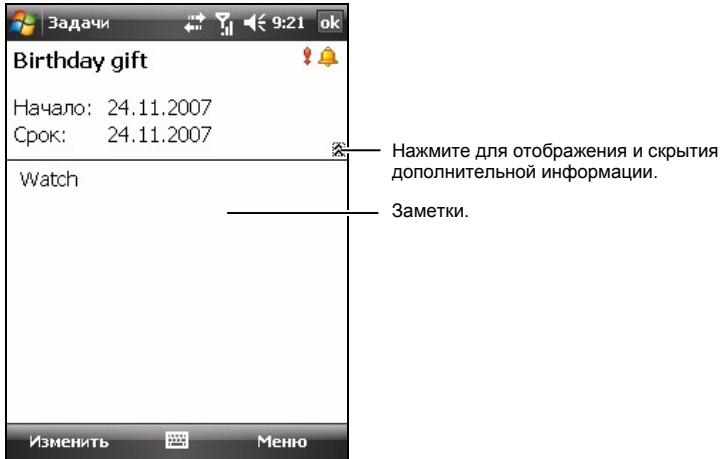 Задачи 9:21 ok
Birthday gift
Начало: 24.11.2007
Срок: 24.11.2007
Watch
Изменить Меню
Нажмите для отображения и скрытия
дополнительной информации.
Заметки.